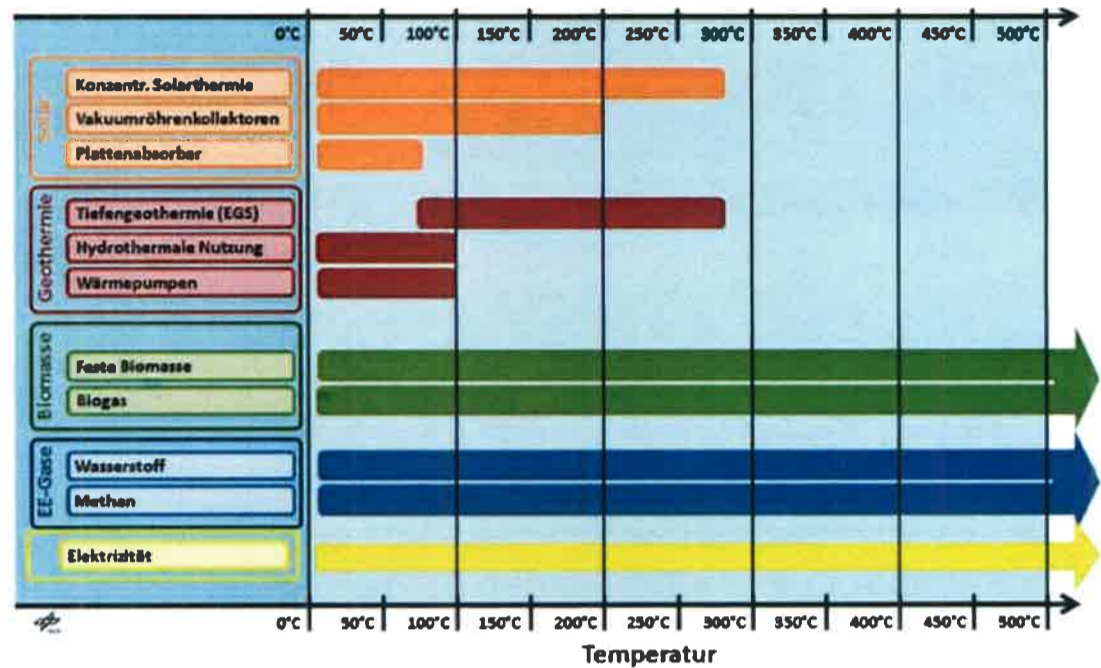 0°C 50°C 100°C 150°C 200°C 250°C 300°C 350°C 400°C 450°C 500°C
Solar
Konzentr. Solarthermie
Vakuumröhrenkollektoren
Plattenabsorber
Geothermie
Tiefengeothermie (EGS)
Hydrothermale Nutzung
Wärmepumpen
Biomasse
Feste Biomasse
Biogas
EE-Gase
Wasserstoff
Methan
Elektrizität
0°C 50°C 100°C 150°C 200°C 250°C 300°C 350°C 400°C 450°C 500°C
Temperatur